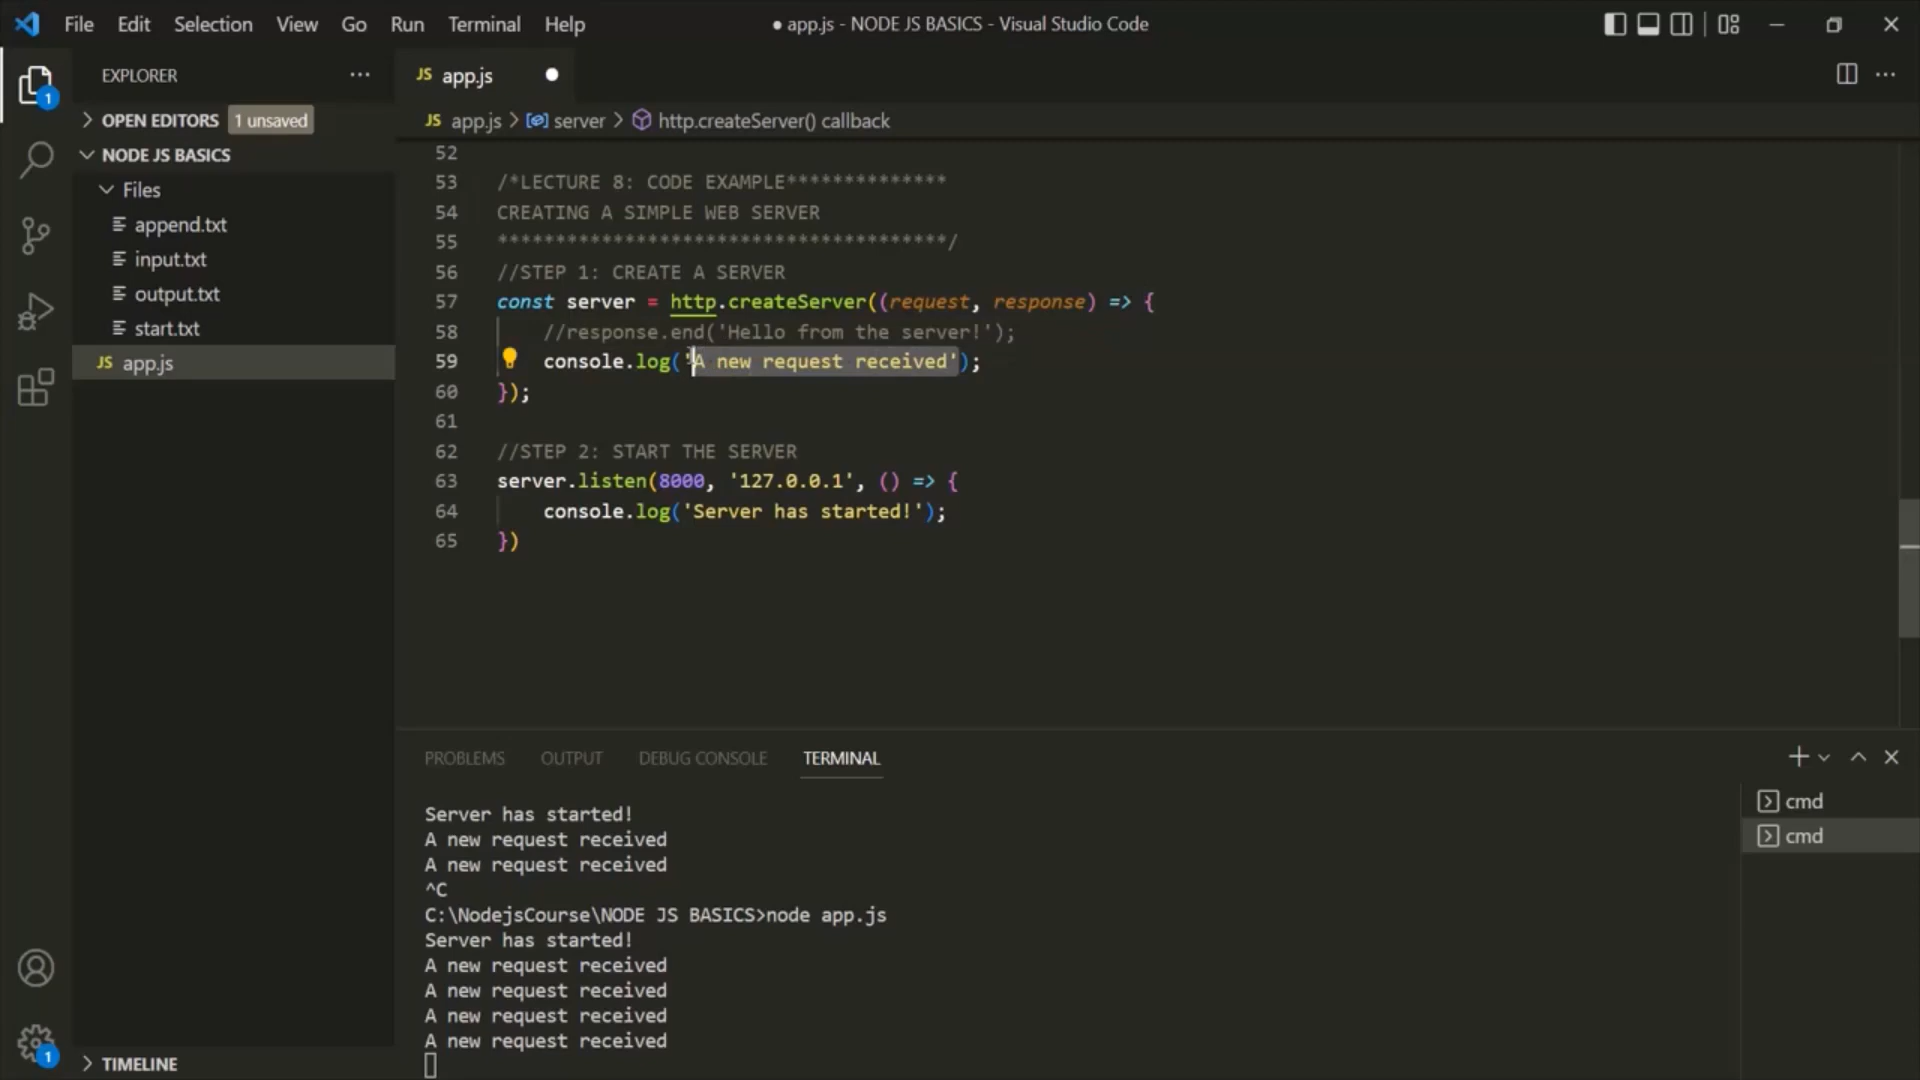 File Edit Selection View Go Run Terminal Help
● app.js - NODE JS BASICS - Visual Studio Code
EXPLORER
OPEN EDITORS 1 unsaved
NODE JS BASICS
Files
append.txt
input.txt
output.txt
start.txt
JS app.js
TIMELINE
1
1
JS app.js
JS app.js > server > http.createServer() callback
52
53 /*LECTURE 8: CODE EXAMPLE**************
54 CREATING A SIMPLE WEB SERVER
55 ***************************************/
56 //STEP 1: CREATE A SERVER
57 const server = http.createServer((request, response) => {
58 //response.end('Hello from the server!');
59 console.log('A new request received');
60 });
61
62 //STEP 2: START THE SERVER
63 server.listen(8000, '127.0.0.1', () => {
64 console.log('Server has started!');
65 })
PROBLEMS OUTPUT DEBUG CONSOLE TERMINAL
Server has started!
A new request received
A new request received
^C
C:\NodejsCourse\NODE JS BASICS>node app.js
Server has started!
A new request received
A new request received
A new request received
A new request received
cmd
cmd